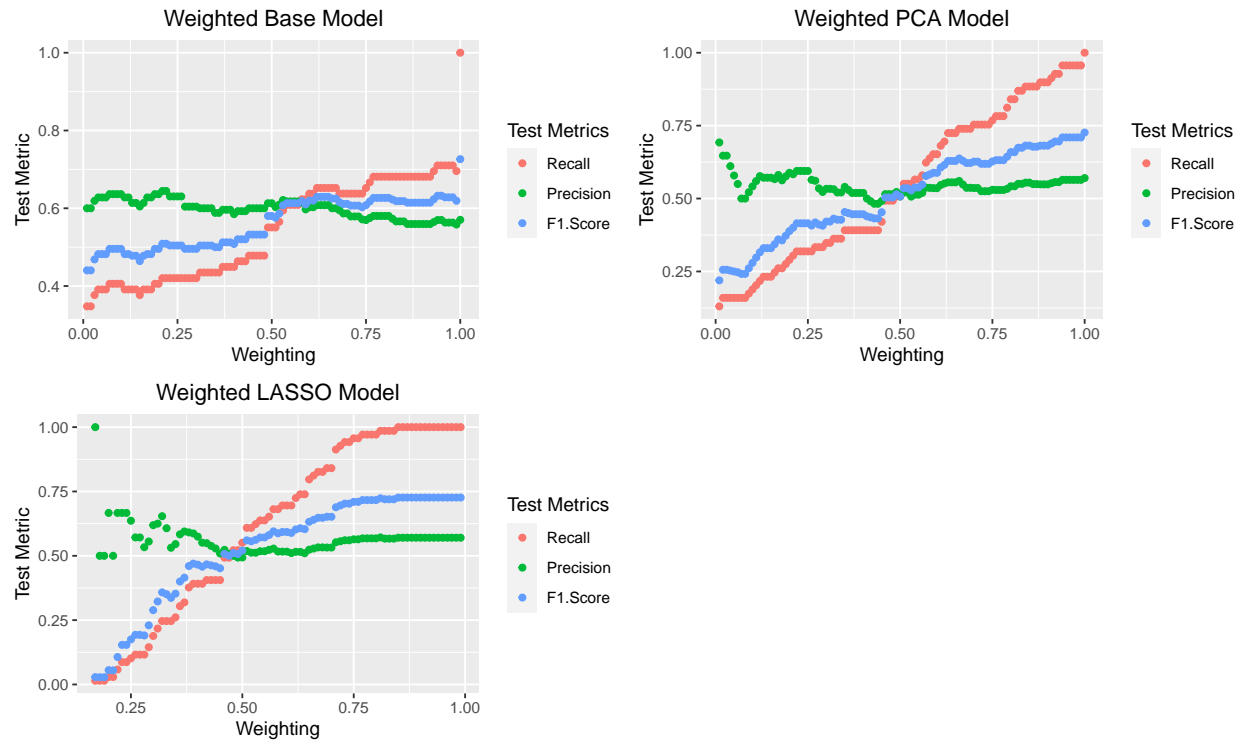 Weighted Base Model
1.0
0.8
0.6
0.4
Test Metric
0.00
0.25
0.50
0.75
1.00
Weighting
Test Metrics
Recall
Precision
F1.Score
Weighted PCA Model
1.00
0.75
0.50
0.25
Test Metric
0.00
0.25
0.50
0.75
1.00
Weighting
Test Metrics
Recall
Precision
F1.Score
Weighted LASSO Model
1.00
0.75
0.50
0.25
0.00
Test Metric
0.25
0.50
0.75
1.00
Weighting
Test Metrics
Recall
Precision
F1.Score